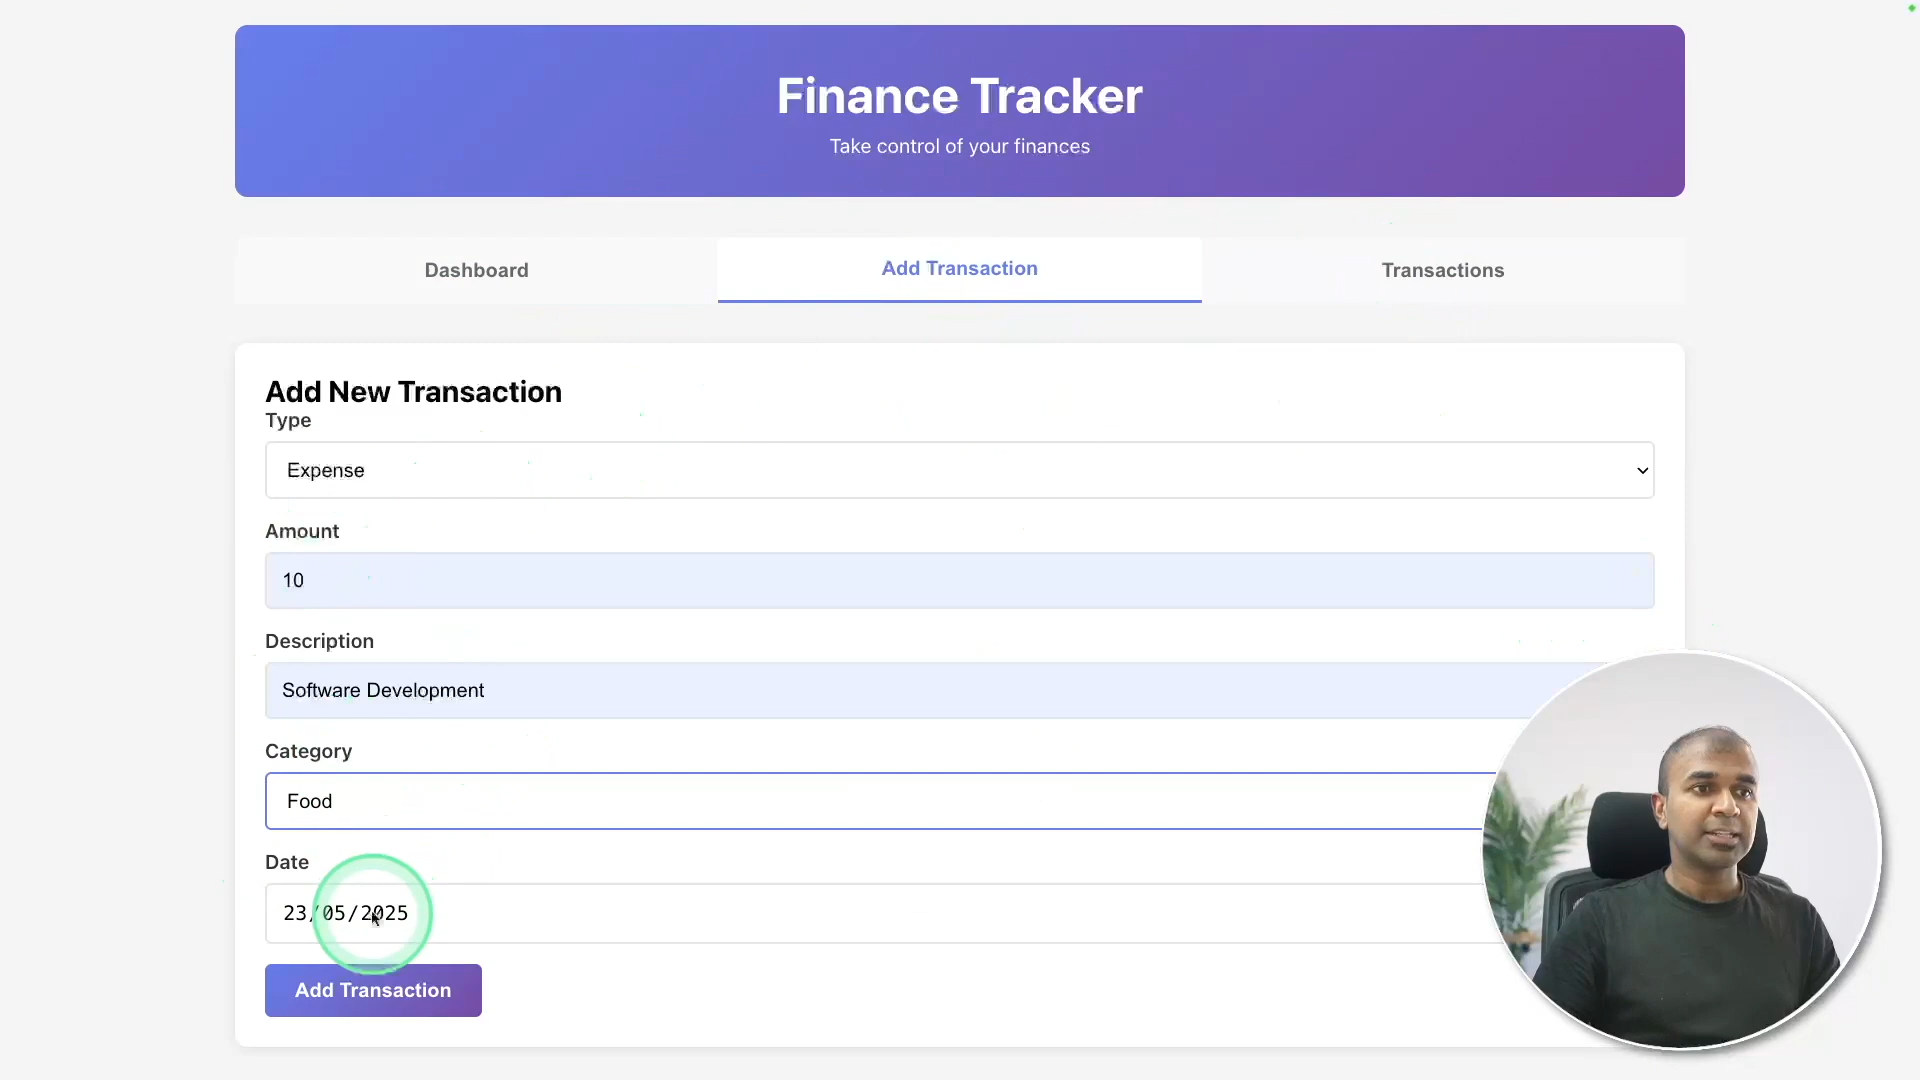 Finance Tracker
Take control of your finances
Dashboard
Add Transaction
Transactions
Add New Transaction
Type
Expense
Amount
10
Description
Software Development
Category
Food
Date
23/05/2025
Add Transaction